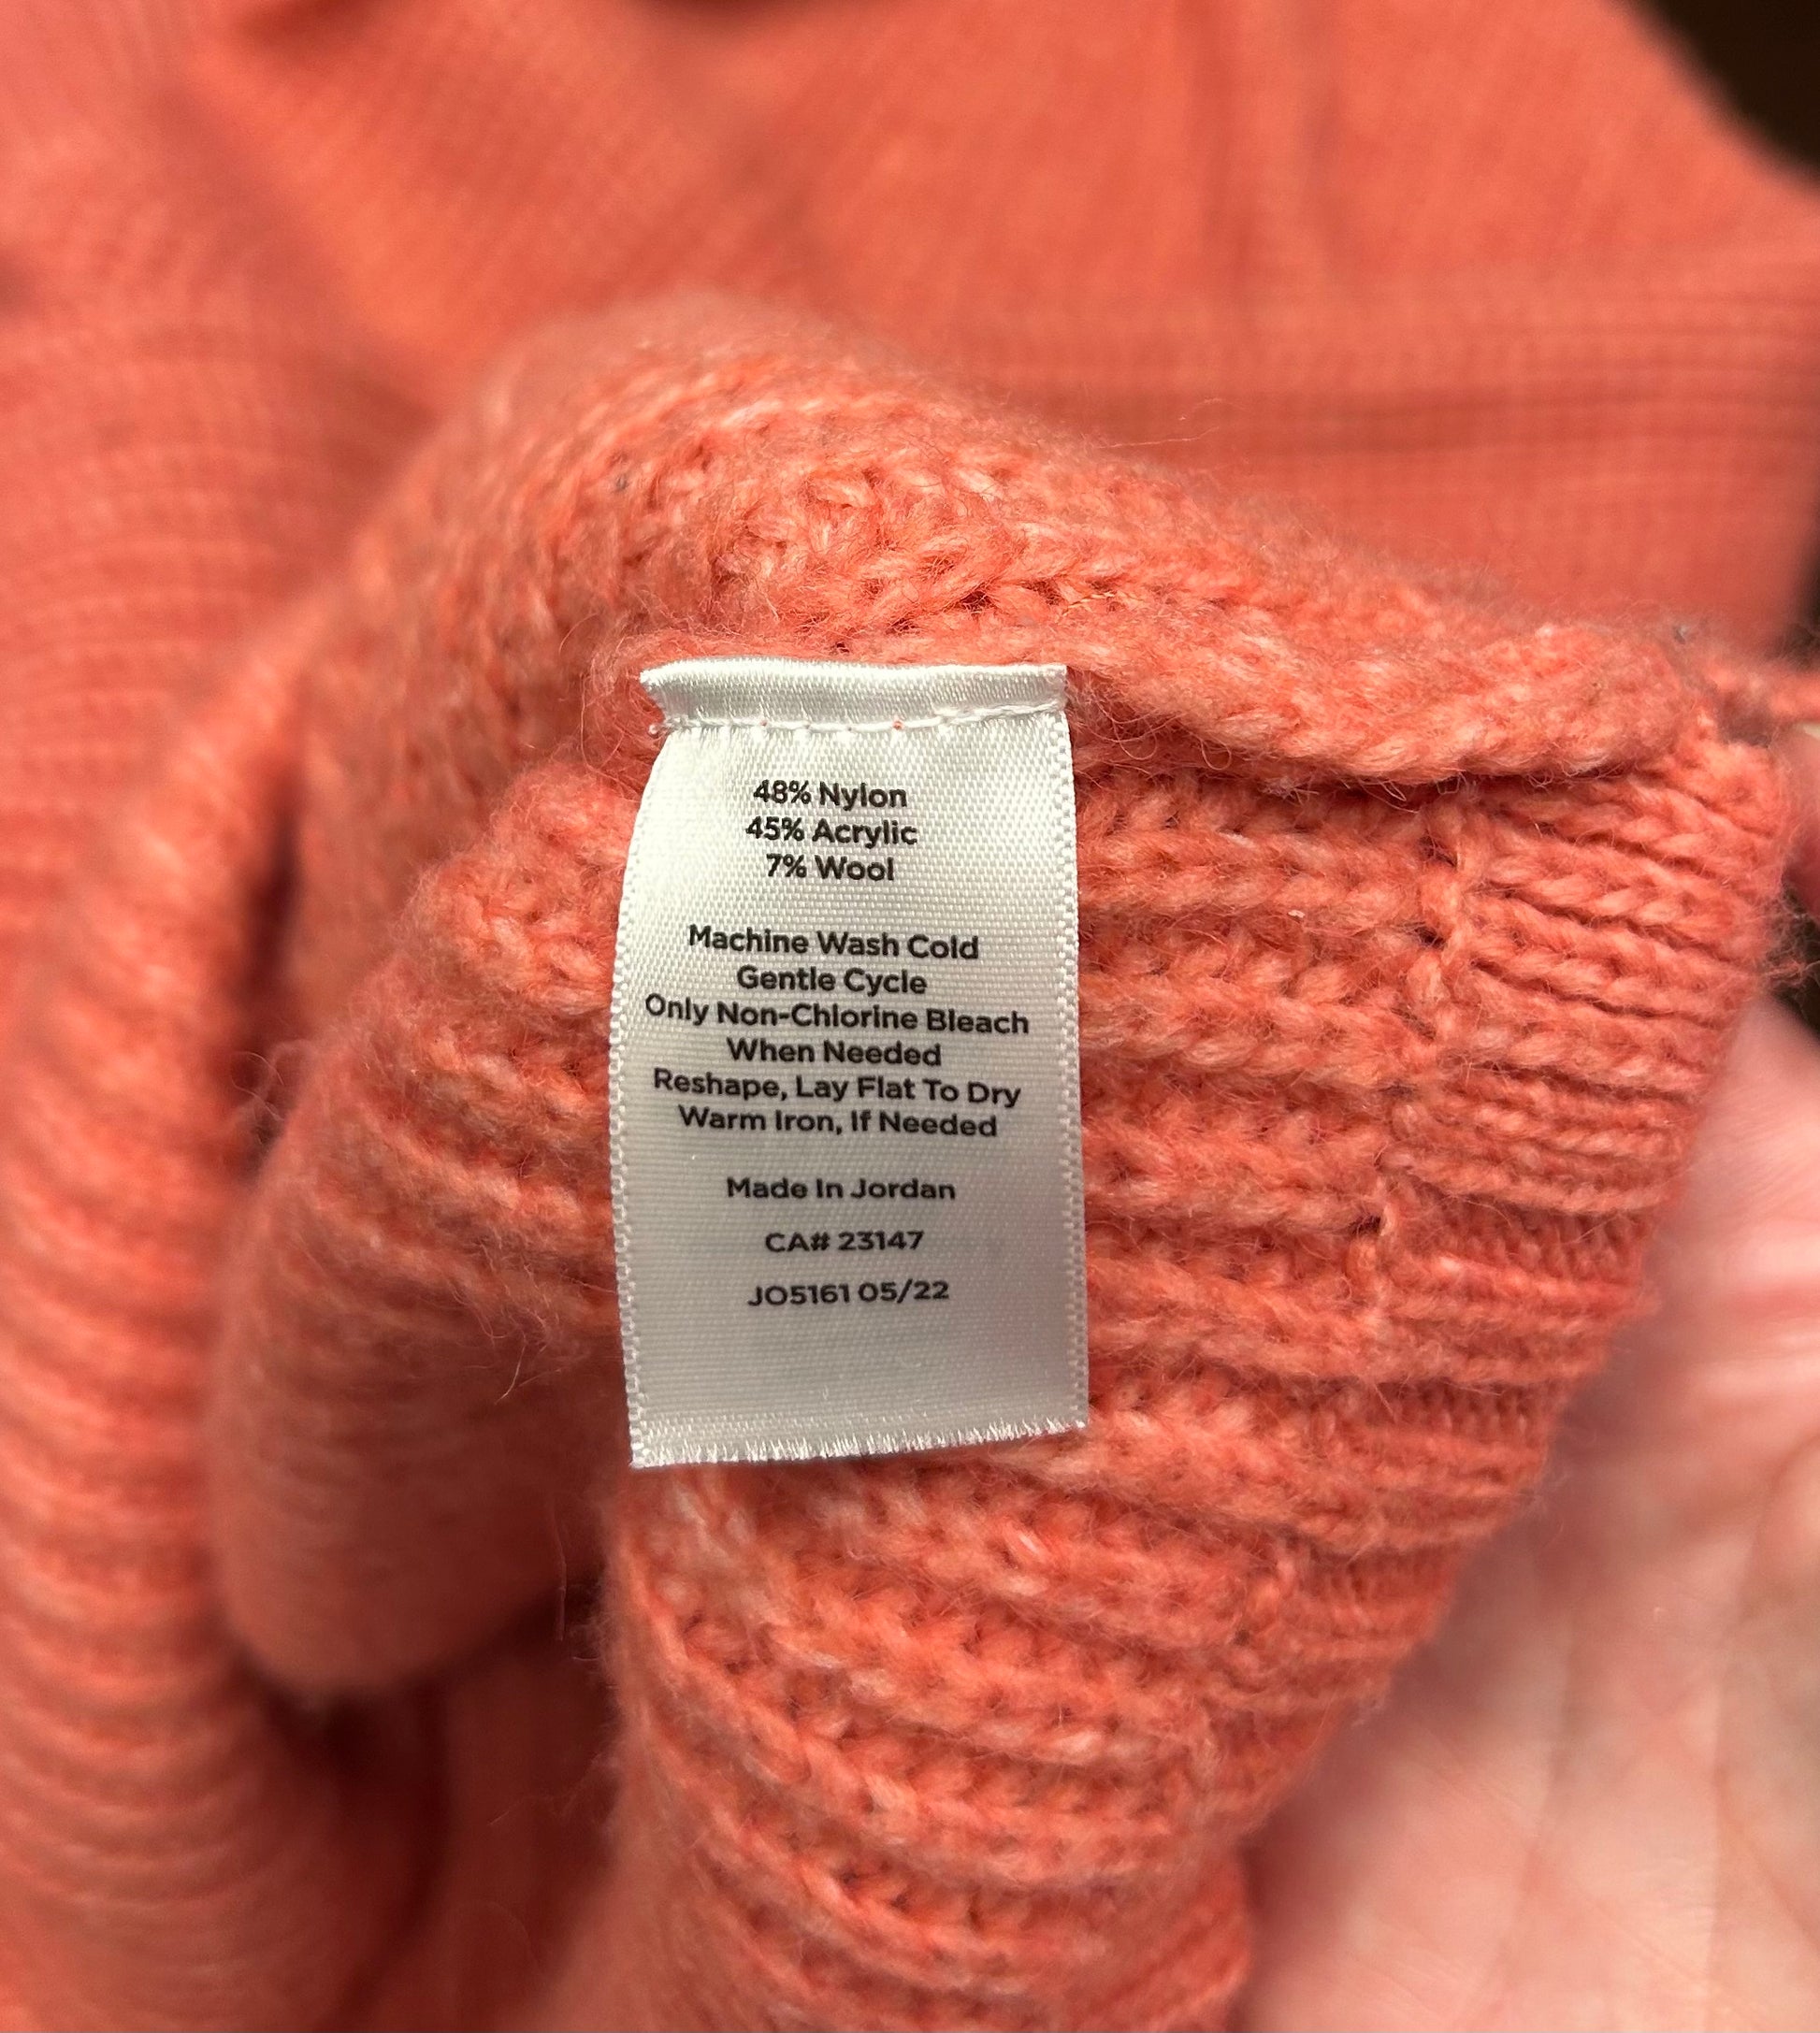 48% Nylon
45% Acrylic
7% Wool
Machine Wash Cold
Gentle Cycle
Only Non-Chlorine Bleach
When Needed
Reshape, Lay Flat To Dry
Warm Iron, If Needed
Made In Jordan
CA# 23147
JO5161 05/22